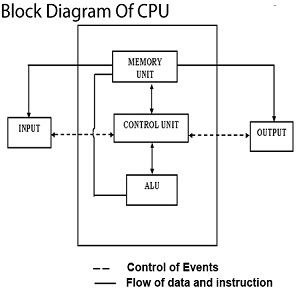 Block Diagram Of CPU
MEMORY
UNIT
INPUT
CONTROL UNIT
OUTPUT
ALU
Control of Events
Flow of data and instruction